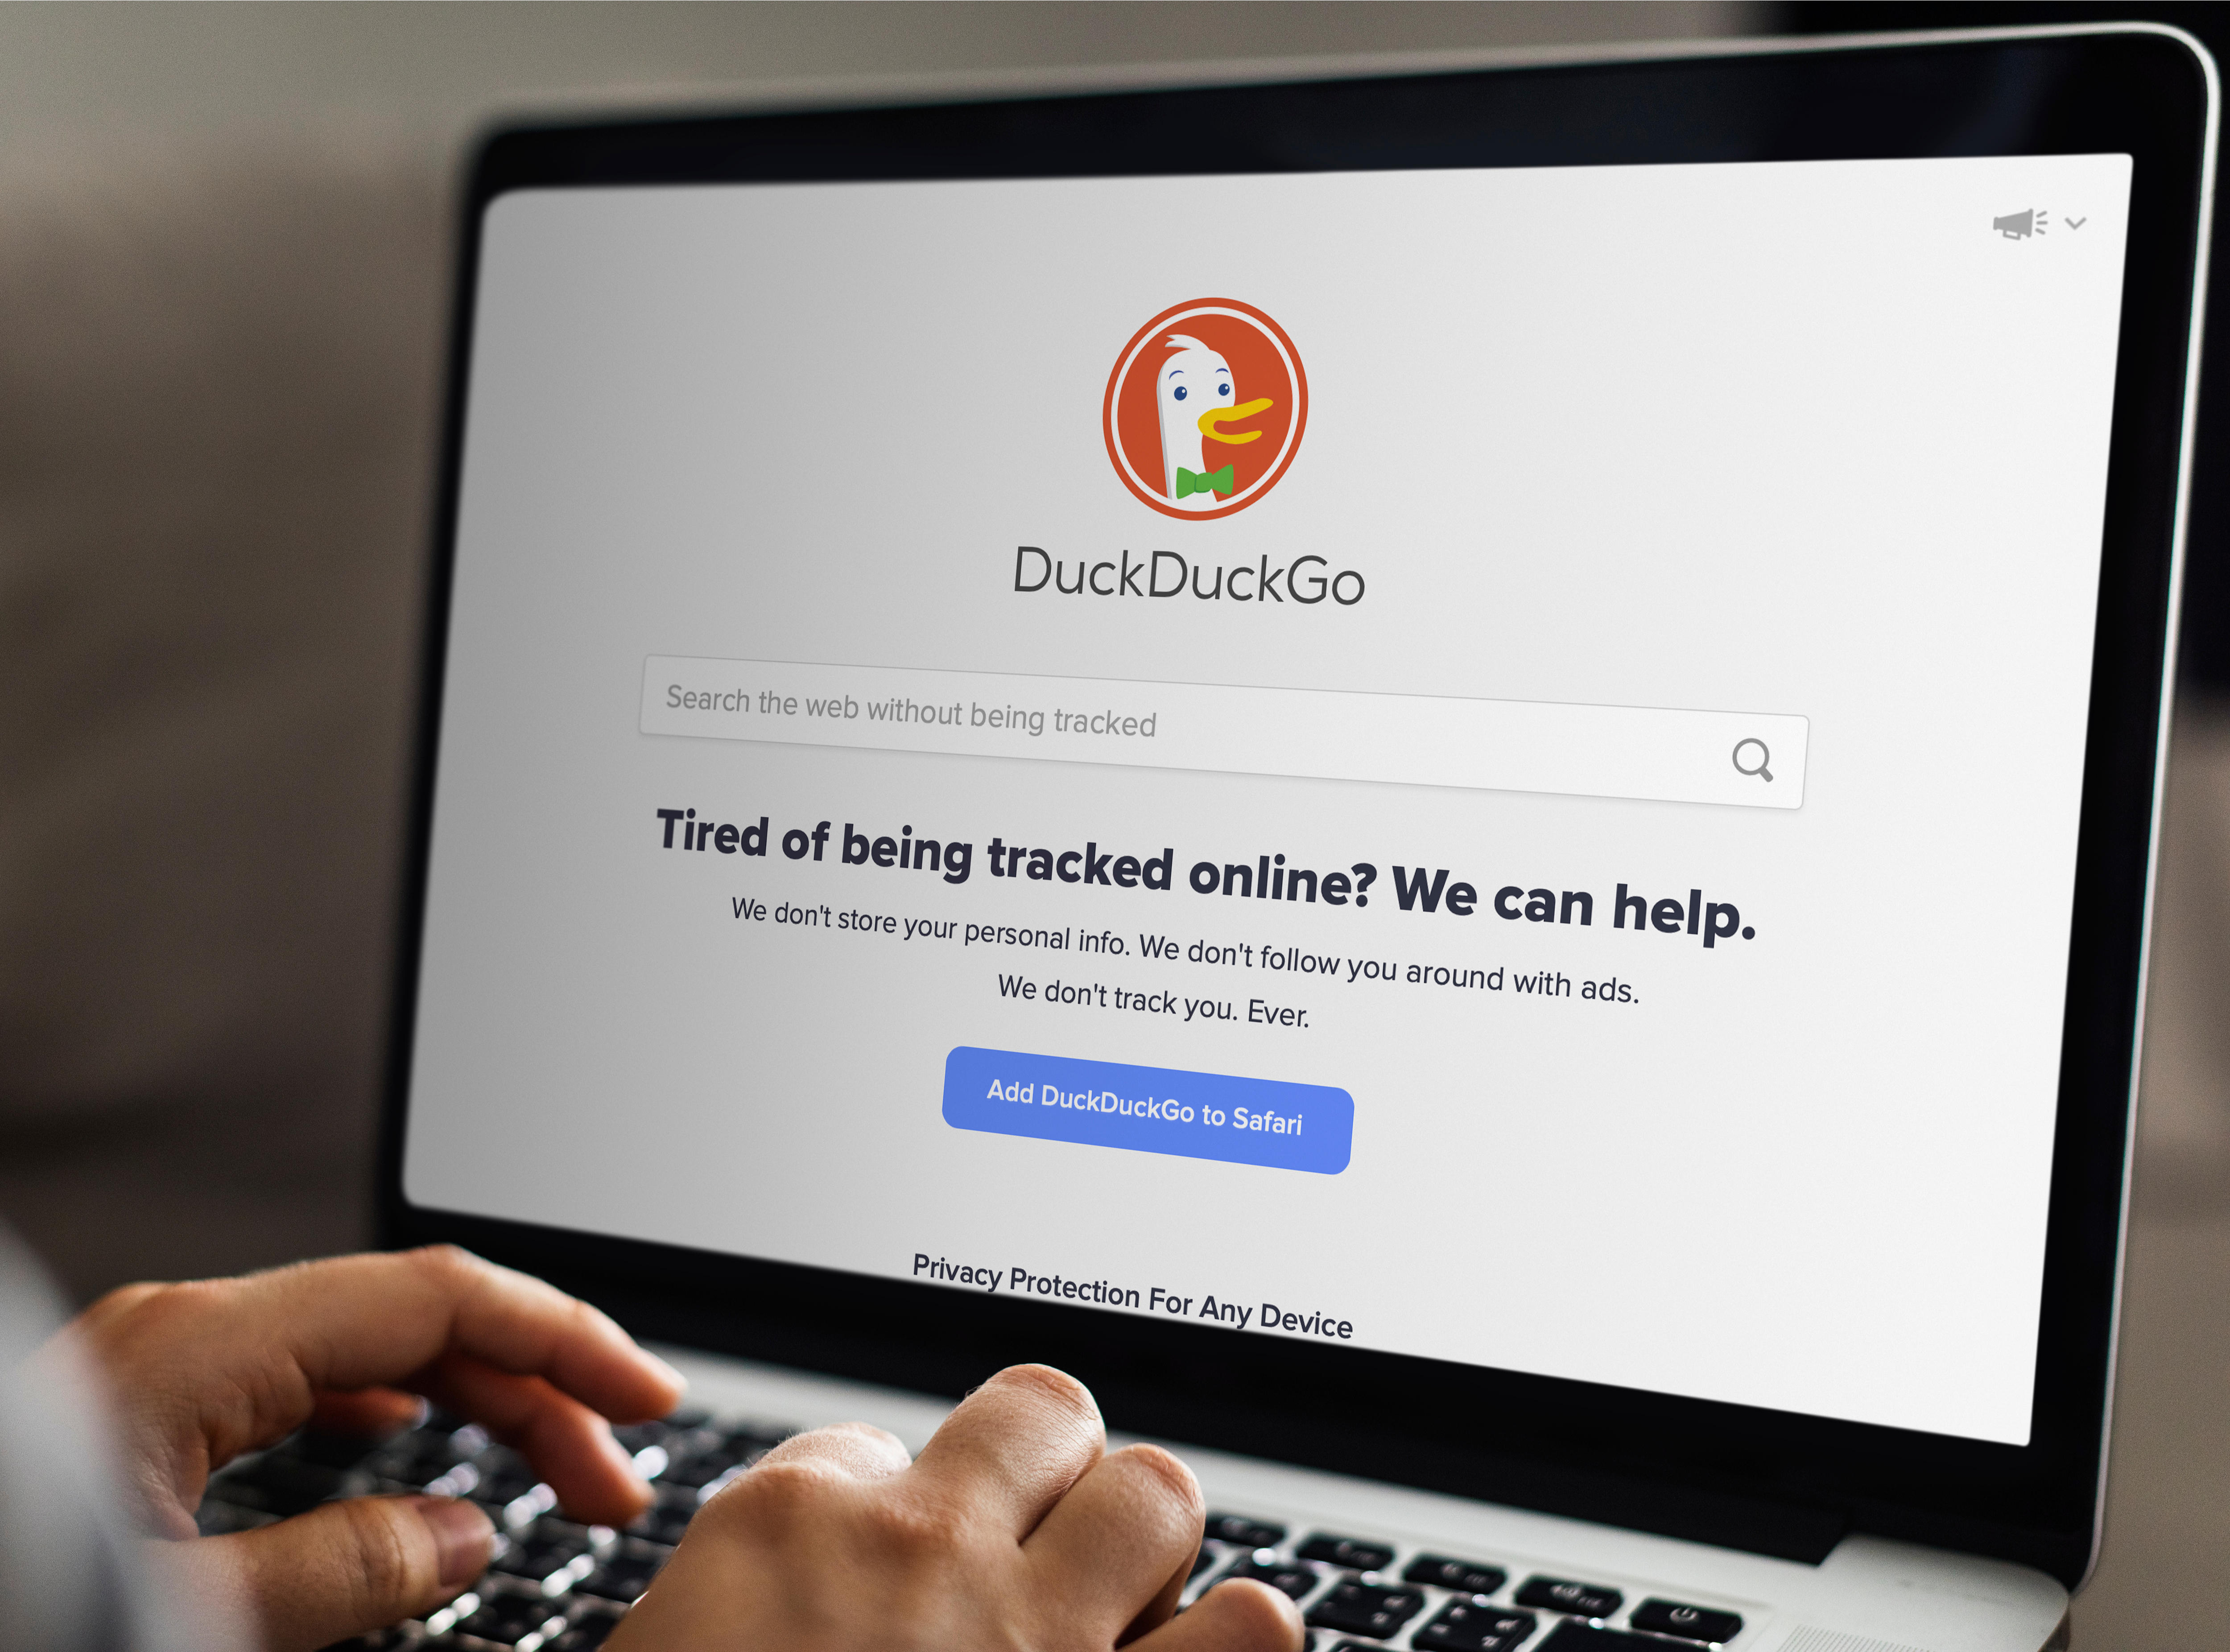 DuckDuckGo
Search the web without being tracked
Tired of being tracked online? We can help.
We don't store your personal info. We don't follow you around with ads.
We don't track you. Ever.
Add DuckDuckGo to Safari
Privacy Protection For Any Device